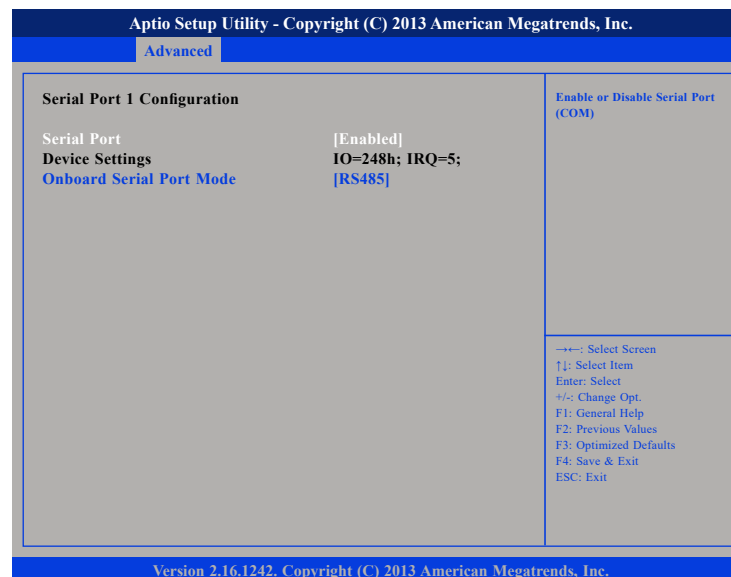 Aptio Setup Utility - Copyright (C) 2013 American Megatrends, Inc.
Advanced
Serial Port 1 Configuration
Serial Port [Enabled]
Device Settings IO=248h; IRQ=5;
Onboard Serial Port Mode [RS485]
Enable or Disable Serial Port
(COM)
→←: Select Screen
↑↓: Select Item
Enter: Select
+/-: Change Opt.
F1: General Help
F2: Previous Values
F3: Optimized Defaults
F4: Save & Exit
ESC: Exit
Version 2.16.1242. Copyright (C) 2013 American Megatrends, Inc.